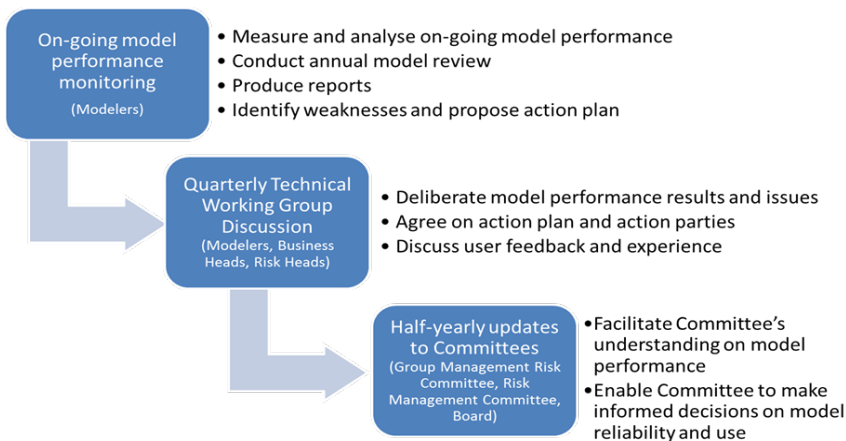 On-going model
performance
monitoring
(Modelers)
• Measure and analyse on-going model performance
• Conduct annual model review
• Produce reports
• Identify weaknesses and propose action plan
Quarterly Technical
Working Group
Discussion
(Modelers, Business
Heads, Risk Heads)
• Deliberate model performance results and issues
• Agree on action plan and action parties
• Discuss user feedback and experience
Half-yearly updates
to Committees
(Group Management Risk
Committee, Risk
Management Committee,
Board)
•Facilitate Committee's
understanding on model
performance
•Enable Committee to make
informed decisions on model
reliability and use